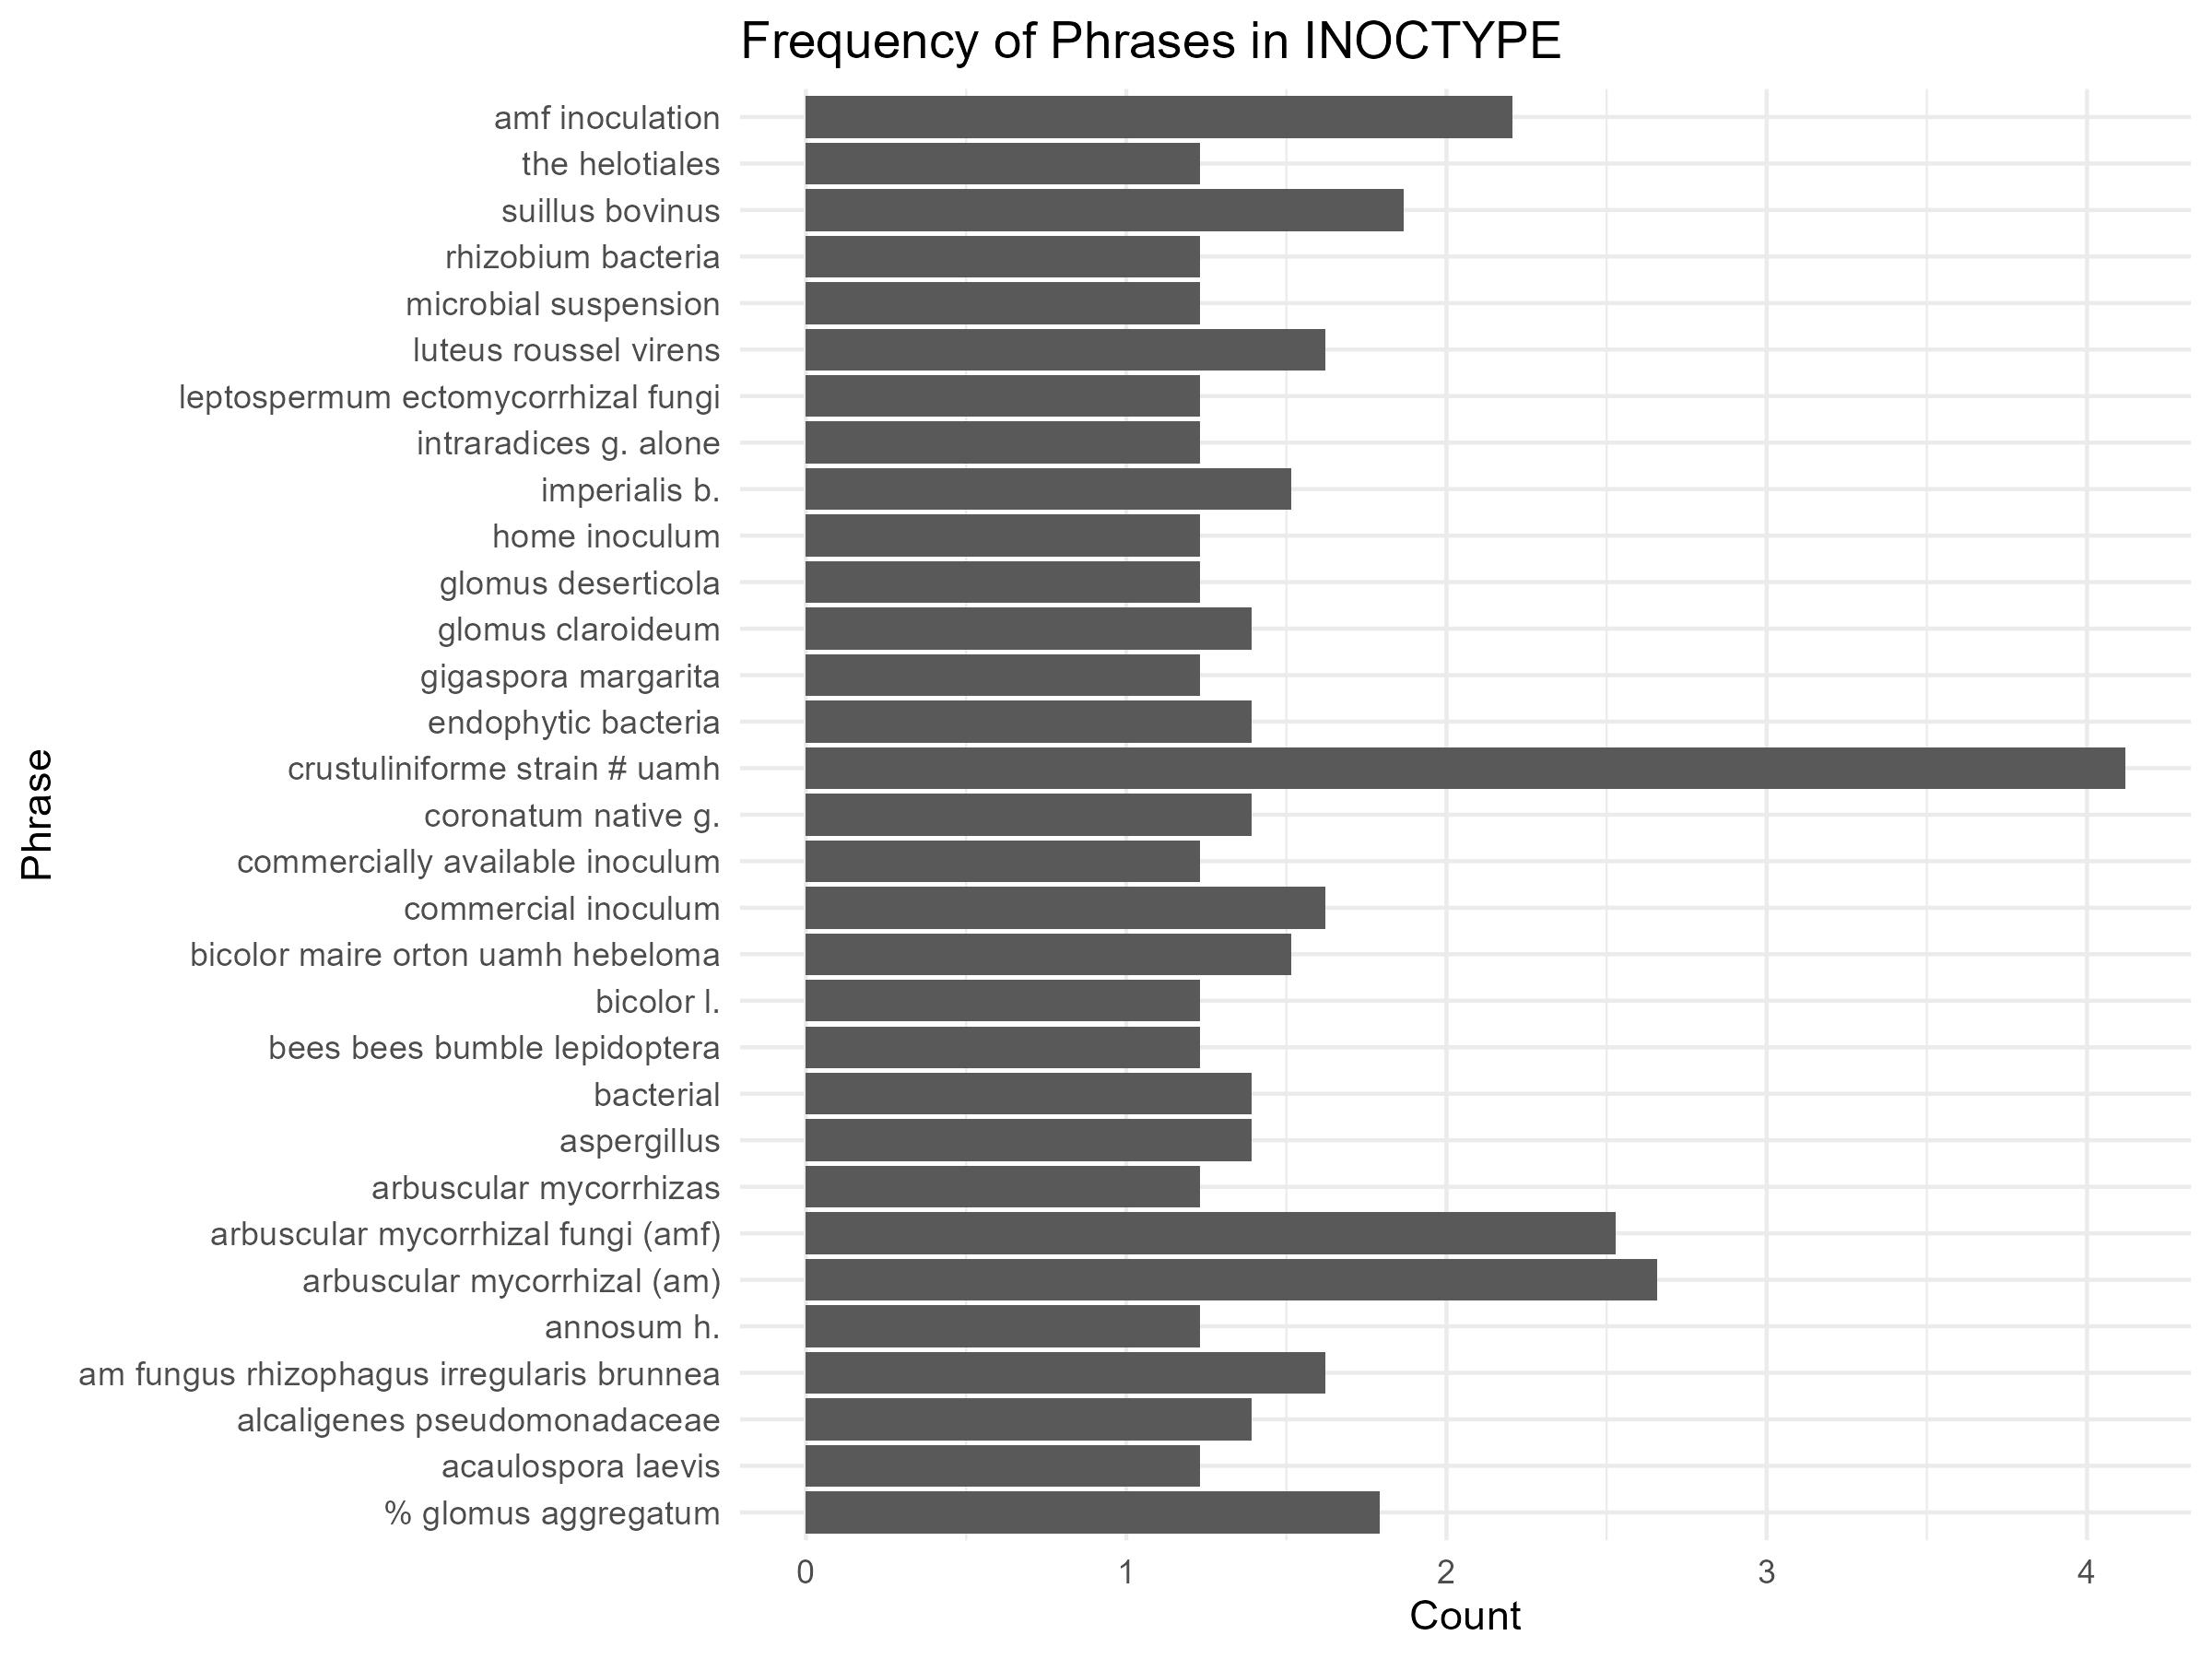 Frequency of Phrases in INOCTYPE
amf inoculation
the helotiales
suillus bovinus
rhizobium bacteria
microbial suspension
luteus roussel virens
leptospermum ectomycorrhizal fungi
intraradices g. alone
imperialis b.
home inoculum
glomus deserticola
glomus claroideum
gigaspora margarita
endophytic bacteria
crustuliniforme strain # uamh
coronatum native g.
commercially available inoculum
commercial inoculum
bicolor maire orton uamh hebeloma
bicolor l.
bees bees bumble lepidoptera
bacterial
aspergillus
arbuscular mycorrhizas
arbuscular mycorrhizal fungi (amf)
arbuscular mycorrhizal (am)
annosum h.
am fungus rhizophagus irregularis brunnea
alcaligenes pseudomonadaceae
acaulospora laevis
% glomus aggregatum
Phrase
0 1 2 3 4
Count